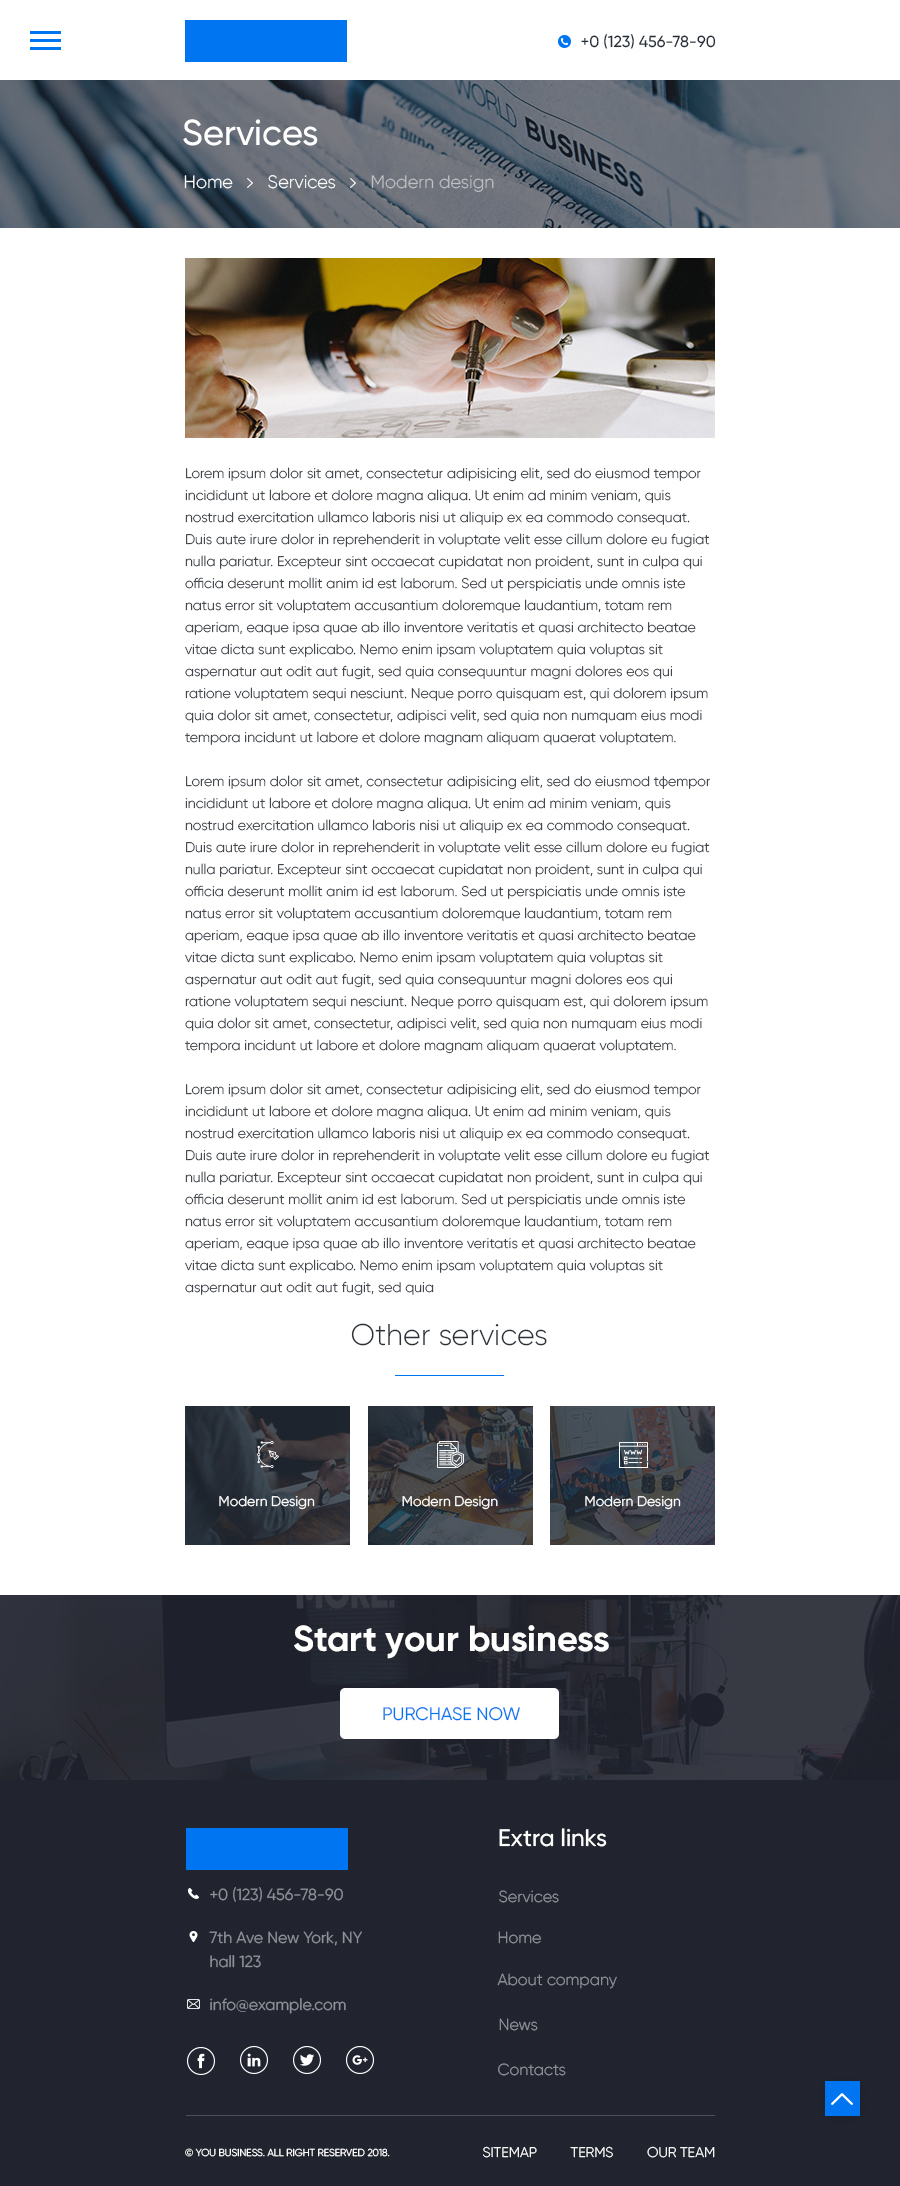 +0 (123) 456-78-90
WORLD BUSINESS
Services
Home > Services > Modern design
Lorem ipsum dolor sit amet, consectetur adipisicing elit, sed do eiusmod tempor
incididunt ut labore et dolore magna aliqua. Ut enim ad minim veniam, quis
nostrud exercitation ullamco laboris nisi ut aliquip ex ea commodo consequat.
Duis aute irure dolor in reprehenderit in voluptate velit esse cillum dolore eu fugiat
nulla pariatur. Excepteur sint occaecat cupidatat non proident, sunt in culpa qui
officia deserunt mollit anim id est laborum. Sed ut perspiciatis unde omnis iste
natus error sit voluptatem accusantium doloremque laudantium, totam rem
aperiam, eaque ipsa quae ab illo inventore veritatis et quasi architecto beatae
vitae dicta sunt explicabo. Nemo enim ipsam voluptatem quia voluptas sit
aspernatur aut odit aut fugit, sed quia consequuntur magni dolores eos qui
ratione voluptatem sequi nesciunt. Neque porro quisquam est, qui dolorem ipsum
quia dolor sit amet, consectetur, adipisci velit, sed quia non numquam eius modi
tempora incidunt ut labore et dolore magnam aliquam quaerat voluptatem.
Lorem ipsum dolor sit amet, consectetur adipisicing elit, sed do eiusmod tфempor
incididunt ut labore et dolore magna aliqua. Ut enim ad minim veniam, quis
nostrud exercitation ullamco laboris nisi ut aliquip ex ea commodo consequat.
Duis aute irure dolor in reprehenderit in voluptate velit esse cillum dolore eu fugiat
nulla pariatur. Excepteur sint occaecat cupidatat non proident, sunt in culpa qui
officia deserunt mollit anim id est laborum. Sed ut perspiciatis unde omnis iste
natus error sit voluptatem accusantium doloremque laudantium, totam rem
aperiam, eaque ipsa quae ab illo inventore veritatis et quasi architecto beatae
vitae dicta sunt explicabo. Nemo enim ipsam voluptatem quia voluptas sit
aspernatur aut odit aut fugit, sed quia consequuntur magni dolores eos qui
ratione voluptatem sequi nesciunt. Neque porro quisquam est, qui dolorem ipsum
quia dolor sit amet, consectetur, adipisci velit, sed quia non numquam eius modi
tempora incidunt ut labore et dolore magnam aliquam quaerat voluptatem.
Lorem ipsum dolor sit amet, consectetur adipisicing elit, sed do eiusmod tempor
incididunt ut labore et dolore magna aliqua. Ut enim ad minim veniam, quis
nostrud exercitation ullamco laboris nisi ut aliquip ex ea commodo consequat.
Duis aute irure dolor in reprehenderit in voluptate velit esse cillum dolore eu fugiat
nulla pariatur. Excepteur sint occaecat cupidatat non proident, sunt in culpa qui
officia deserunt mollit anim id est laborum. Sed ut perspiciatis unde omnis iste
natus error sit voluptatem accusantium doloremque laudantium, totam rem
aperiam, eaque ipsa quae ab illo inventore veritatis et quasi architecto beatae
vitae dicta sunt explicabo. Nemo enim ipsam voluptatem quia voluptas sit
aspernatur aut odit aut fugit, sed quia
Other services
WWW
Modern Design
Modern Design
Modern Design
MORE.
Start your business
PURCHASE NOW
Extra links
+0 (123) 456-78-90
7th Ave New York, NY
hall 123
info@example.com
Services
Home
About company
News
Contacts
© YOU BUSINESS. ALL RIGHT RESERVED 2018.
SITEMAP
TERMS
OUR TEAM